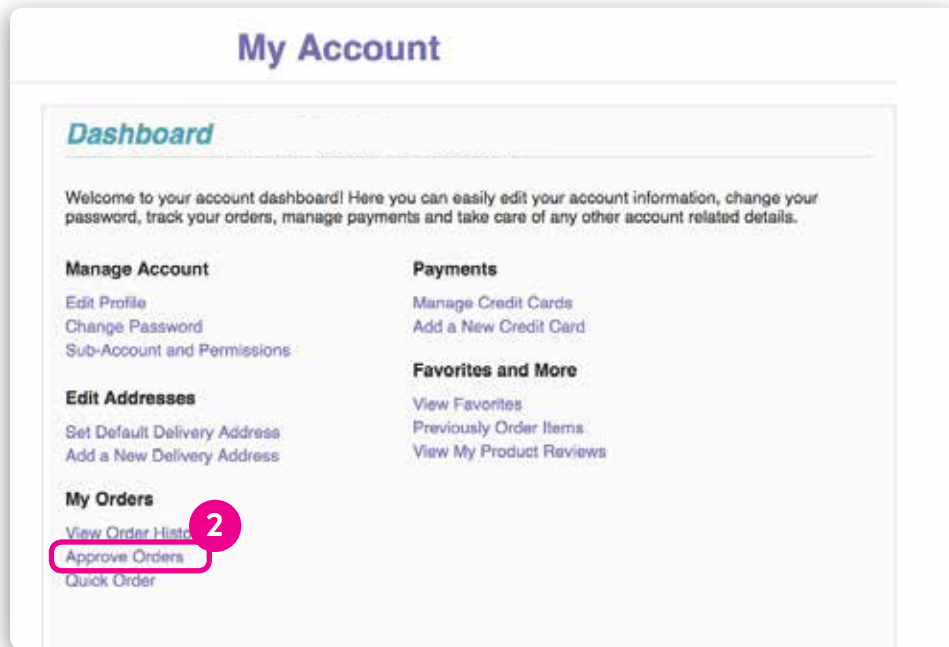 My Account
Dashboard
Welcome to your account dashboard! Here you can easily edit your account information, change your
password, track your orders, manage payments and take care of any other account related details.
Manage Account
Edit Profile
Change Password
Sub-Account and Permissions
Edit Addresses
Set Default Delivery Address
Add a New Delivery Address
My Orders
View Order Histo
2
Approve Orders
Quick Order
Payments
Manage Credit Cards
Add a New Credit Card
Favorites and More
View Favorites
Previously Order Items
View My Product Reviews